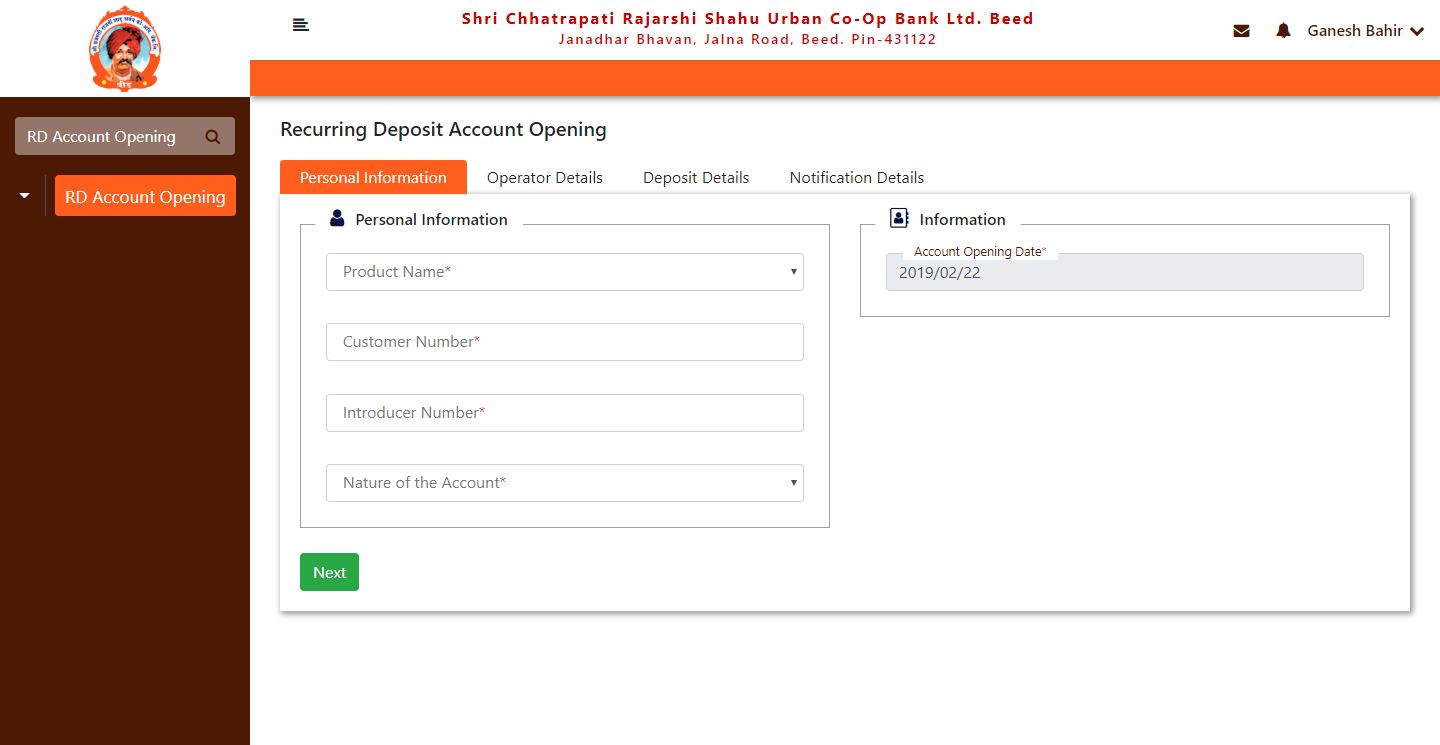 Shri Chhatrapati Rajarshi Shahu Urban Co-Op Bank Ltd. Beed
Janadhar Bhavan, Jalna Road, Beed. Pin-431122
Ganesh Bahir
बीड
RD Account Opening
RD Account Opening
Recurring Deposit Account Opening
Personal Information
Operator Details
Deposit Details
Notification Details
Personal Information
Product Name*
Customer Number*
Introducer Number*
Nature of the Account*
Next
Information
Account Opening Date*
2019/02/22